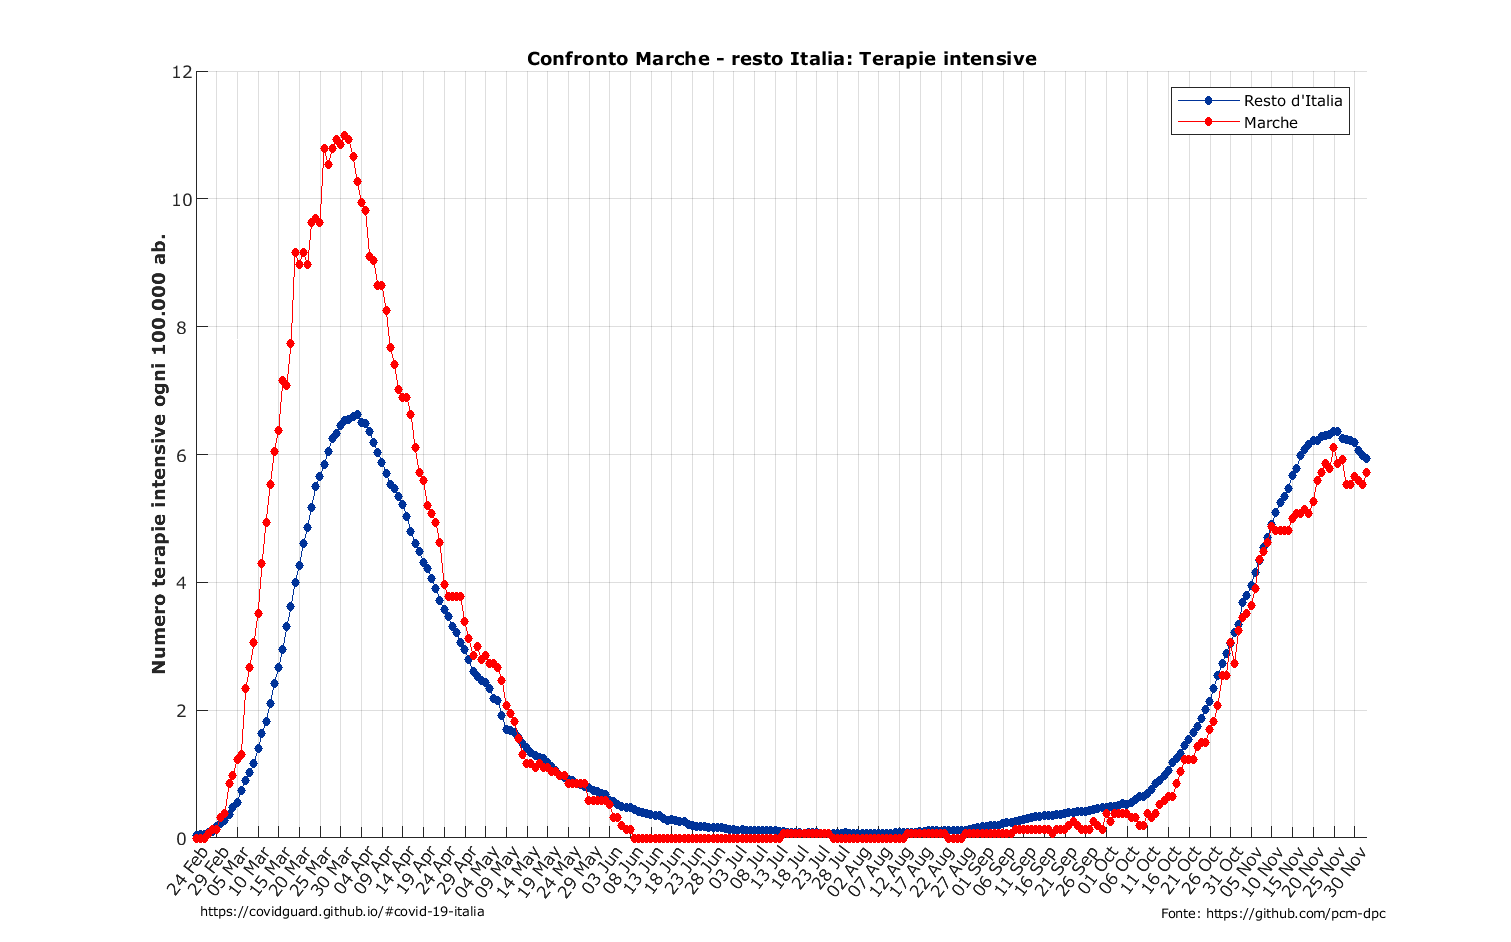 Confronto Marche - resto Italia: Terapie intensive
Resto d'Italia
Marche
Numero terapie intensive ogni 100.000 ab.
12
10
8
6
4
2
0
24 Feb
29 Feb
05 Mar
10 Mar
15 Mar
20 Mar
25 Mar
30 Mar
04 Apr
09 Apr
14 Apr
19 Apr
24 Apr
29 Apr
04 May
09 May
14 May
19 May
24 May
29 May
03 Jun
08 Jun
13 Jun
18 Jun
23 Jun
28 Jun
03 Jul
08 Jul
13 Jul
18 Jul
23 Jul
28 Jul
02 Aug
07 Aug
12 Aug
17 Aug
22 Aug
27 Aug
01 Sep
06 Sep
11 Sep
16 Sep
21 Sep
26 Sep
01 Oct
06 Oct
11 Oct
16 Oct
21 Oct
26 Oct
31 Oct
05 Nov
10 Nov
15 Nov
20 Nov
25 Nov
30 Nov
https://covidguard.github.io/#covid-19-italia
Fonte: https://github.com/pcm-dpc